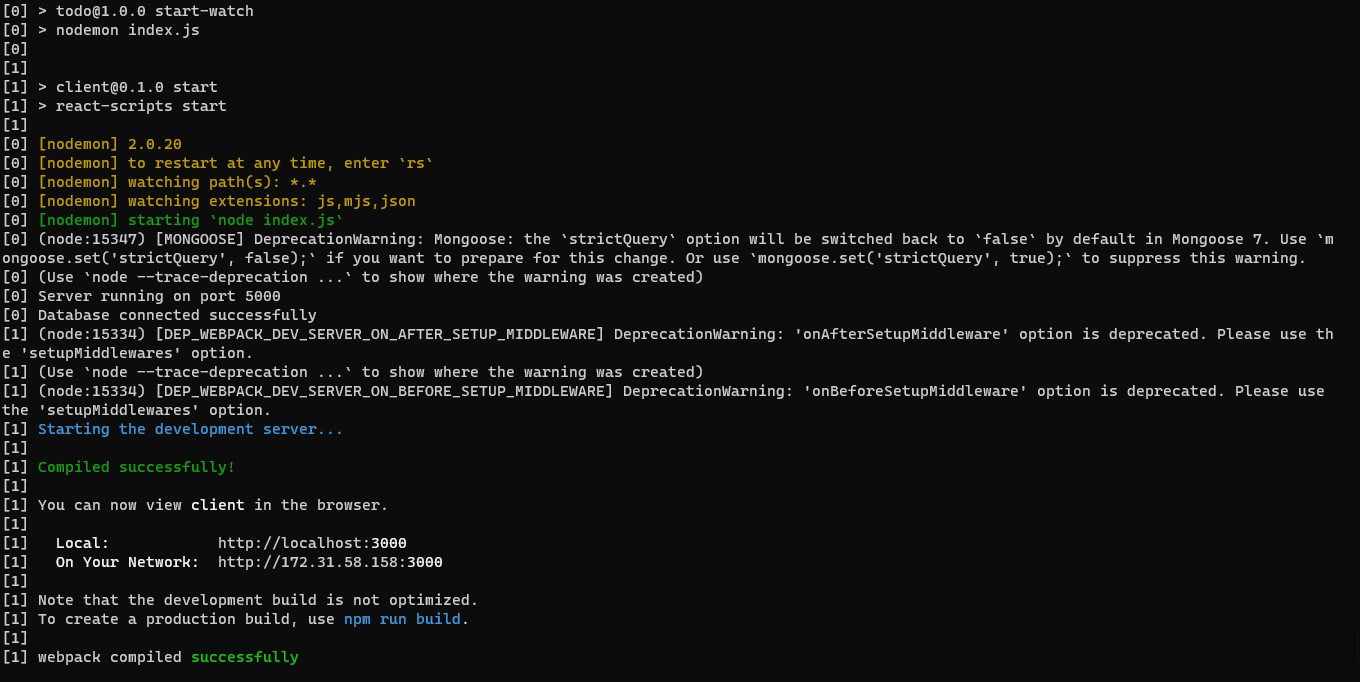 [0] > todo@1.0.0 start-watch
[0] > nodemon index.js
[0]
[1]
[1] > client@0.1.0 start
[1] > react-scripts start
[1]
[0] [nodemon] 2.0.20
[0] [nodemon] to restart at any time, enter `rs`
[0] [nodemon] watching path(s): *.*
[0] [nodemon] watching extensions: js,mjs,json
[0] [nodemon] starting `node index.js`
[0] (node:15347) [MONGOOSE] DeprecationWarning: Mongoose: the `strictQuery` option will be switched back to `false` by default in Mongoose 7. Use `m
ongoose.set('strictQuery', false);` if you want to prepare for this change. Or use `mongoose.set('strictQuery', true);` to suppress this warning.
[0] (Use `node --trace-deprecation ...` to show where the warning was created)
[0] Server running on port 5000
[0] Database connected successfully
[1] (node:15334) [DEP_WEBPACK_DEV_SERVER_ON_AFTER_SETUP_MIDDLEWARE] DeprecationWarning: 'onAfterSetupMiddleware' option is deprecated. Please use th
e 'setupMiddlewares' option.
[1] (Use `node --trace-deprecation ...` to show where the warning was created)
[1] (node:15334) [DEP_WEBPACK_DEV_SERVER_ON_BEFORE_SETUP_MIDDLEWARE] DeprecationWarning: 'onBeforeSetupMiddleware' option is deprecated. Please use
the 'setupMiddlewares' option.
[1] Starting the development server...
[1]
[1] Compiled successfully!
[1]
[1] You can now view client in the browser.
[1]
[1]   Local:            http://localhost:3000
[1]   On Your Network:  http://172.31.58.158:3000
[1]
[1] Note that the development build is not optimized.
[1] To create a production build, use npm run build.
[1]
[1] webpack compiled successfully